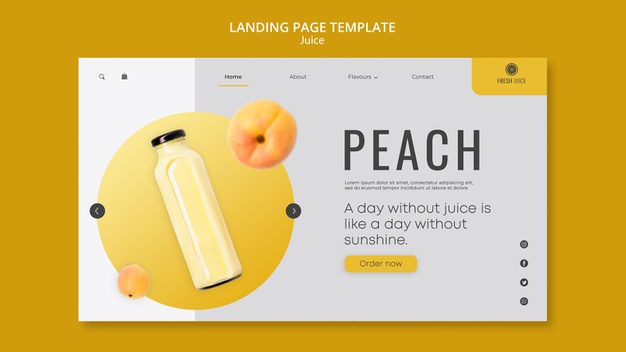 LANDING PAGE TEMPLATE
Juice
Home
About
Flavours
Contact
FRESH JUICE
PEACH
Lorem ipsum dolor sit amet, consectetur adipiscing elit,
sed do eiusmod tempor incididunt ut labore et dolore
A day without juice is
like a day without
sunshine.
Order now